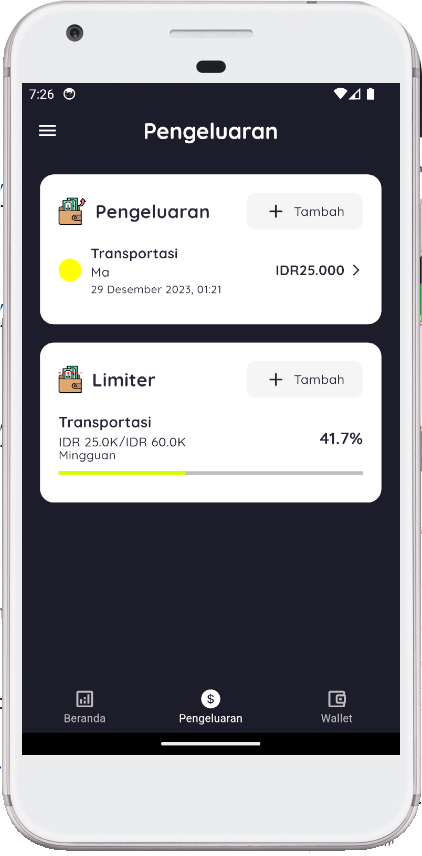 7:26
Pengeluaran
Pengeluaran
+ Tambah
Transportasi
Ma
IDR25.000
29 Desember 2023, 01:21
Limiter
+ Tambah
Transportasi
IDR 25.0K/IDR 60.0K
41.7%
Mingguan
$
Beranda
Pengeluaran
Wallet